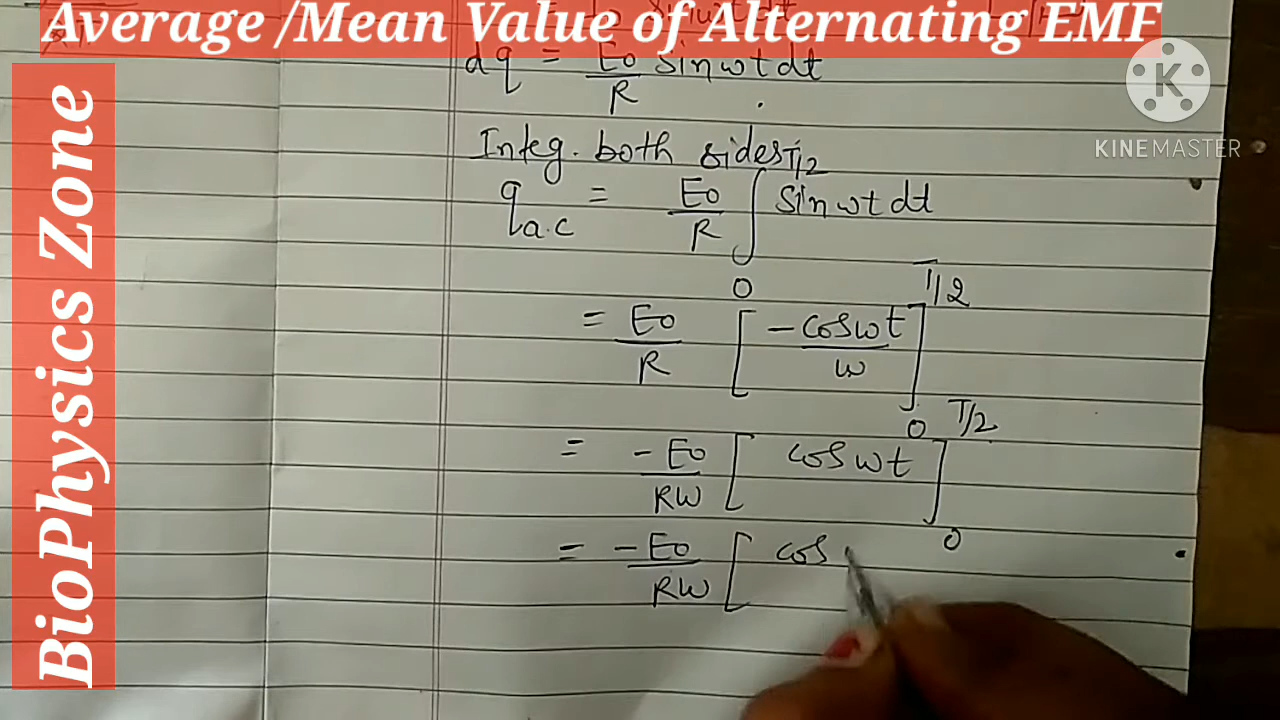 Average /Mean Value of Alternating EMF
BioPhysics Zone
K
KINEMASTER
dq = E0/R sinωt dt
Integ. both sides
q a.c = E0/R ∫₀^T/2 sinωt dt
= E0/R [ -cosωt/ω ]₀^T/2
= -E0/Rω [ cosωt ]₀^T/2
= -E0/Rω [ cos